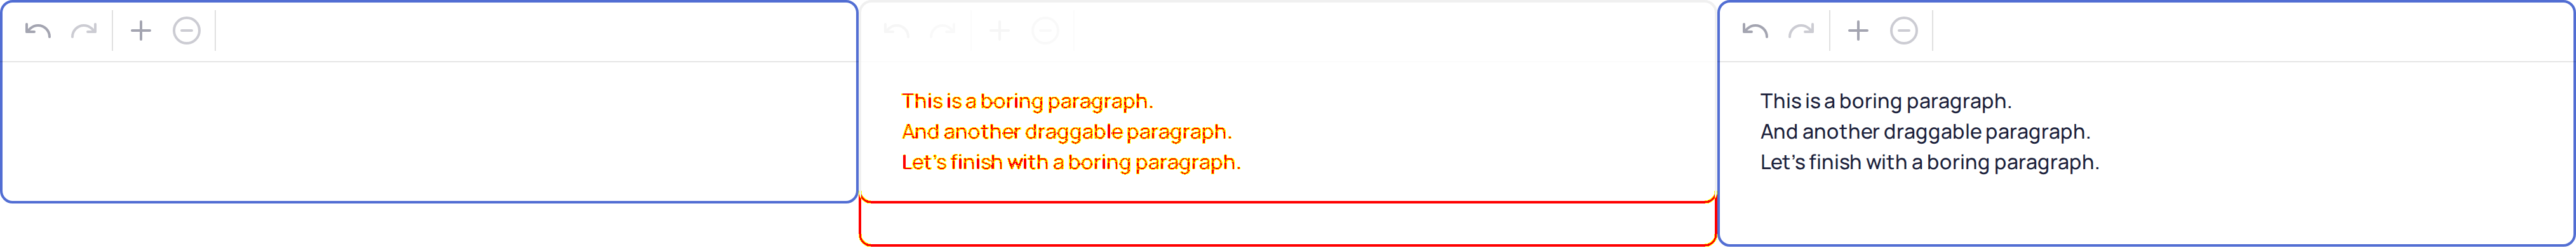 This is a boring paragraph.
And another draggable paragraph.
Let's finish with a boring paragraph.
This is a boring paragraph.
And another draggable paragraph.
Let's finish with a boring paragraph.